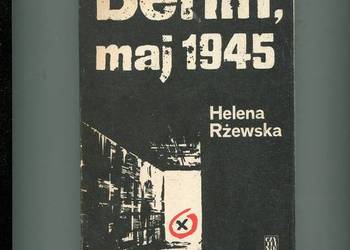 Berlin,
maj 1945
Helena
Rżewska